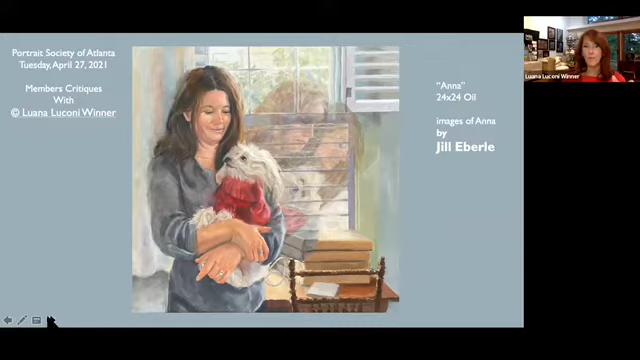 Portrait Society of Atlanta
Tuesday, April 27, 2021
Members Critiques
With
© Luana Luconi Winner
"Anna"
24x24 Oil
images of Anna
by
Jill Eberle
Luana Luconi Winner